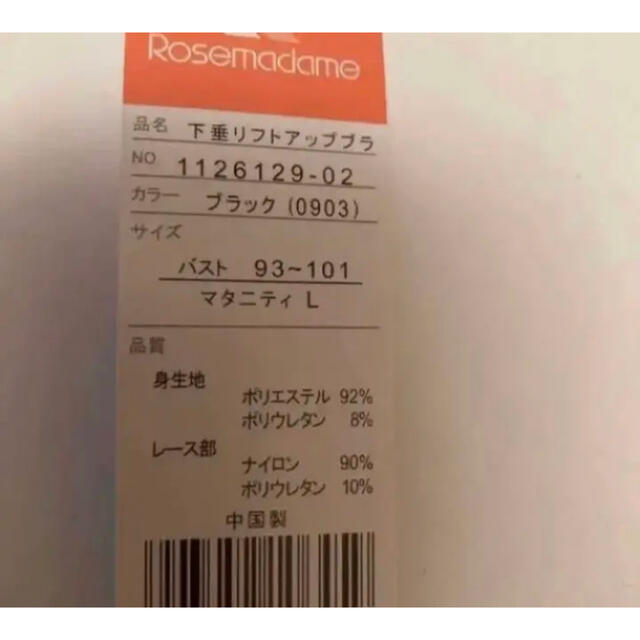 Rosemadame
品名 下垂リフトアップブラ
NO 1126129-02
カラー ブラック(0903)
サイズ
バスト 93~101
マタニティ L
品質
身生地
ポリエステル 92%
ポリウレタン 8%
レース部
ナイロン 90%
ポリウレタン 10%
中国製